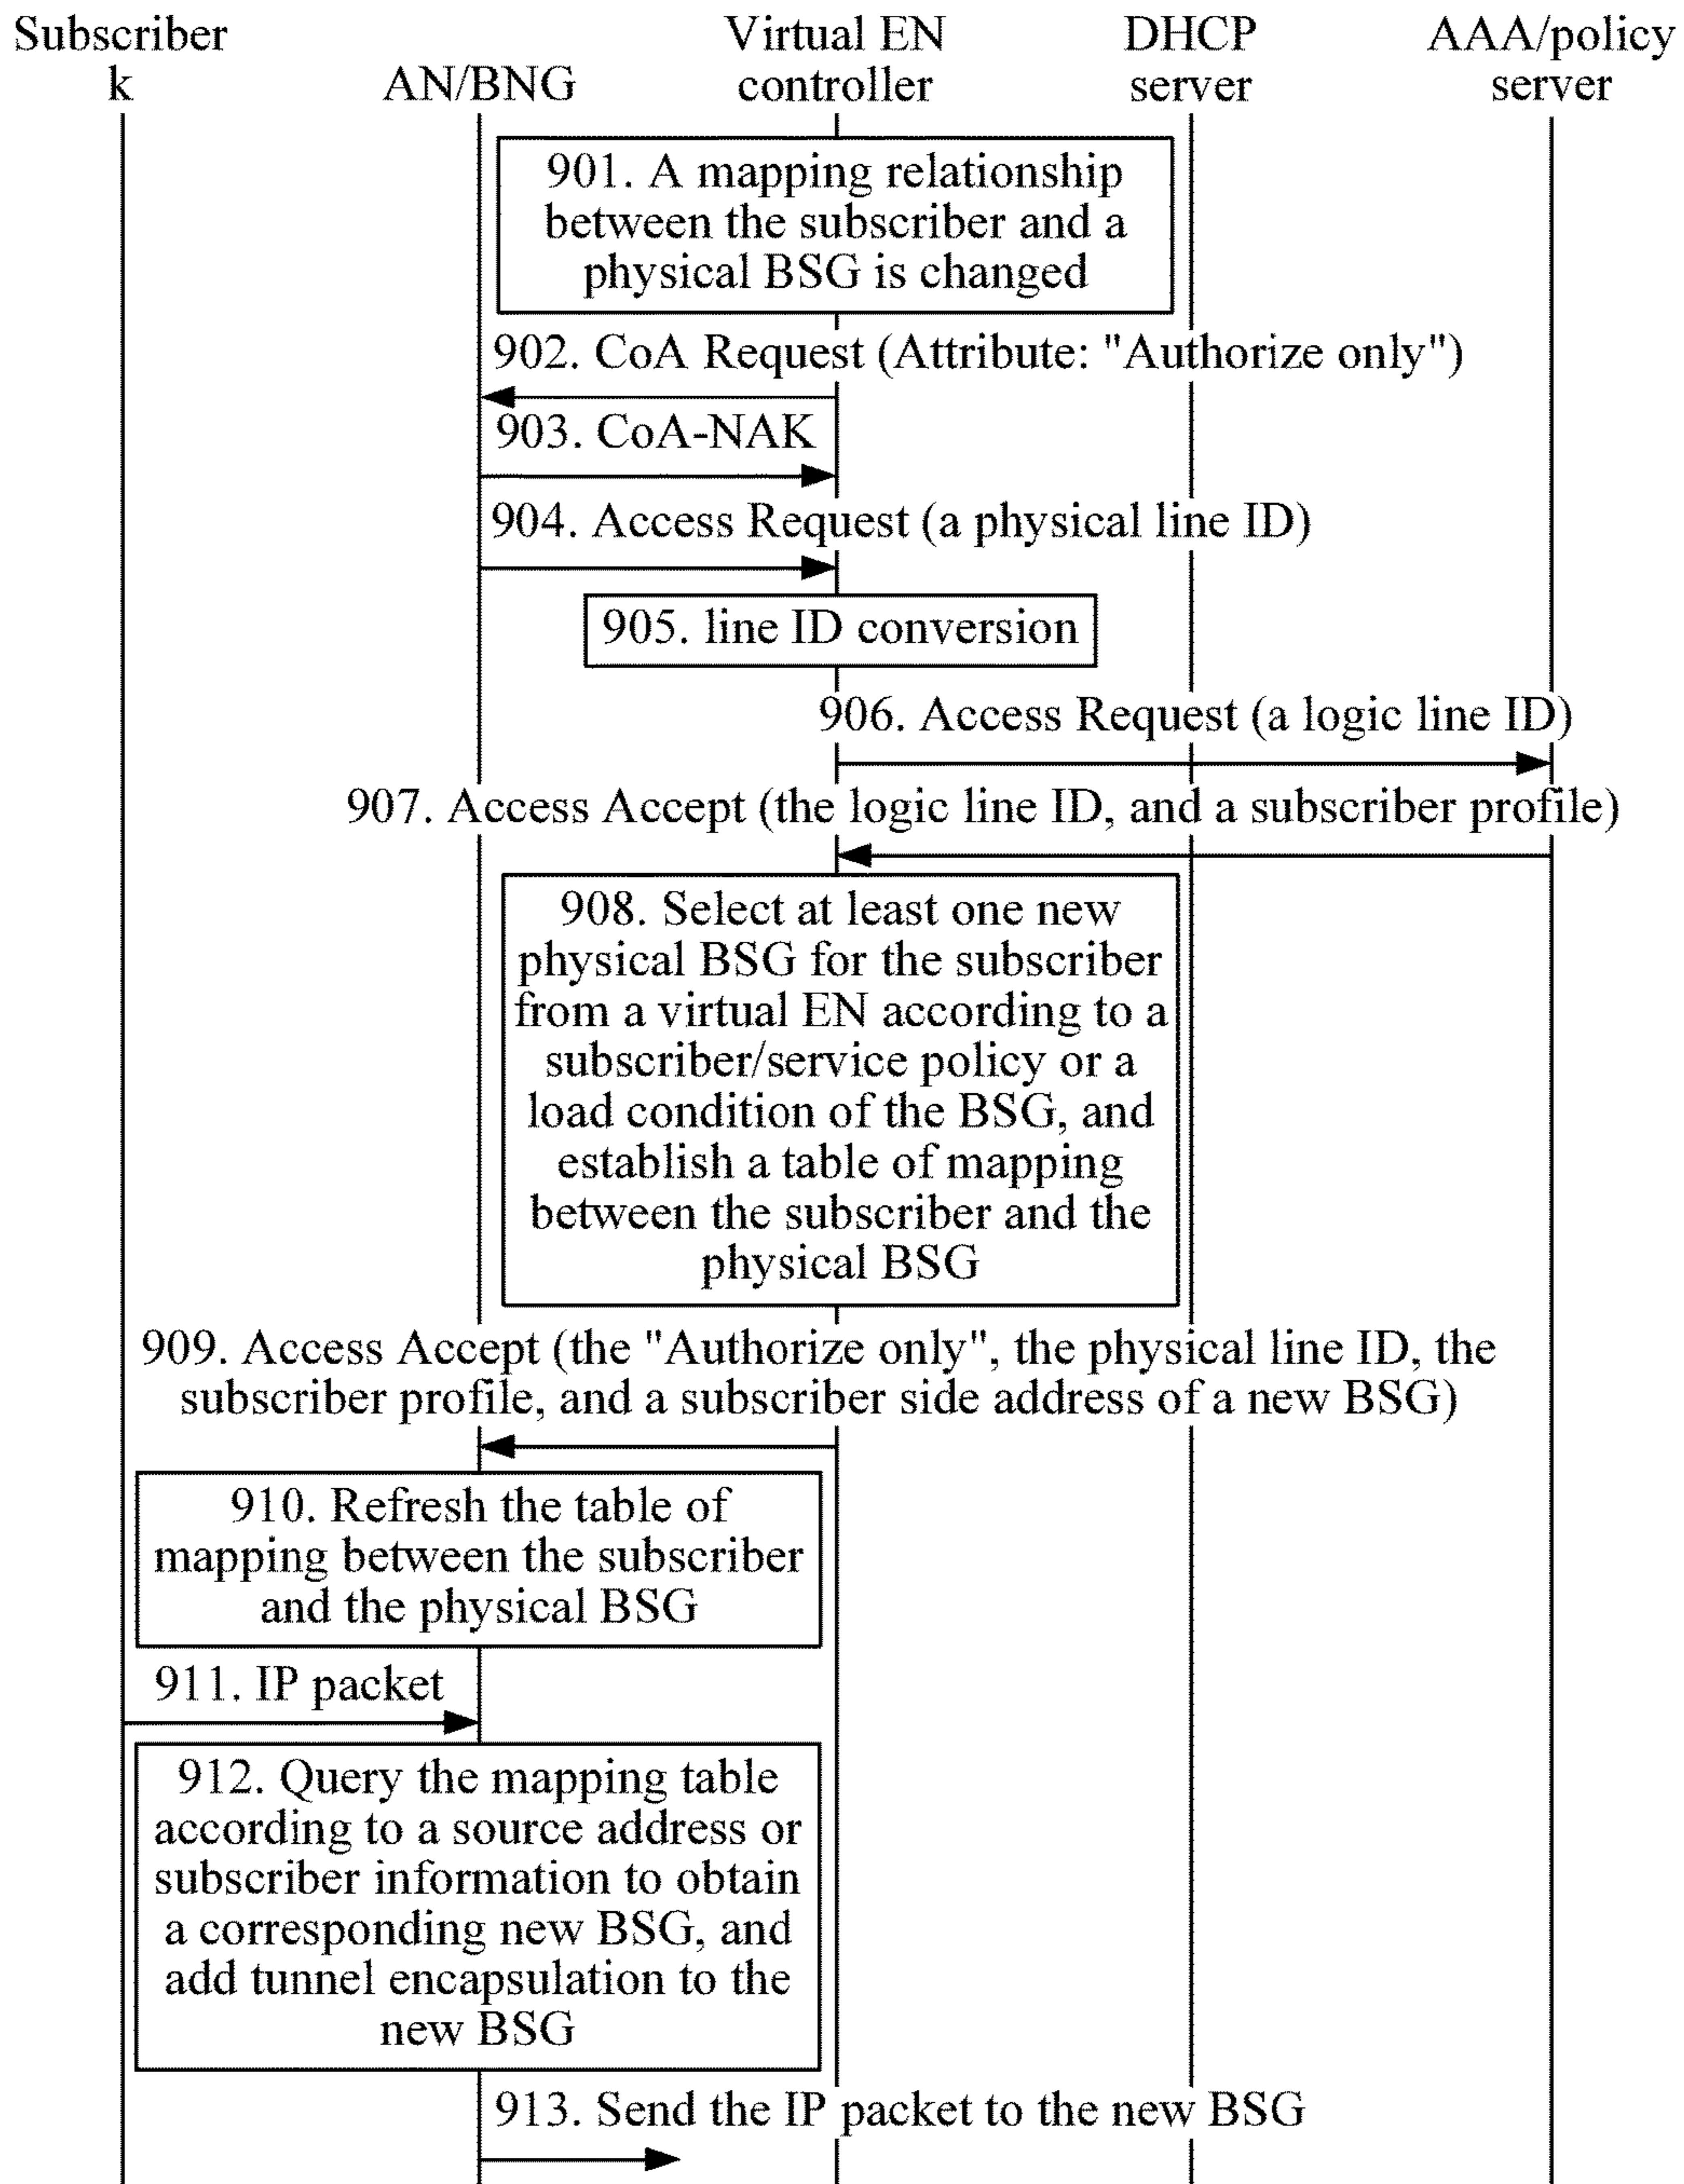 Subscriber
k
AN/BNG
Virtual EN
controller
DHCP
server
AAA/policy
server
901. A mapping relationship
between the subscriber and a
physical BSG is changed
902. CoA Request (Attribute: "Authorize only")
903. CoA-NAK
904. Access Request (a physical line ID)
905. line ID conversion
906. Access Request (a logic line ID)
907. Access Accept (the logic line ID, and a subscriber profile)
908. Select at least one new
physical BSG for the subscriber
from a virtual EN according to a
subscriber/service policy or a
load condition of the BSG, and
establish a table of mapping
between the subscriber and the
physical BSG
909. Access Accept (the "Authorize only", the physical line ID, the
subscriber profile, and a subscriber side address of a new BSG)
910. Refresh the table of
mapping between the subscriber
and the physical BSG
911. IP packet
912. Query the mapping table
according to a source address or
subscriber information to obtain
a corresponding new BSG, and
add tunnel encapsulation to the
new BSG
913. Send the IP packet to the new BSG